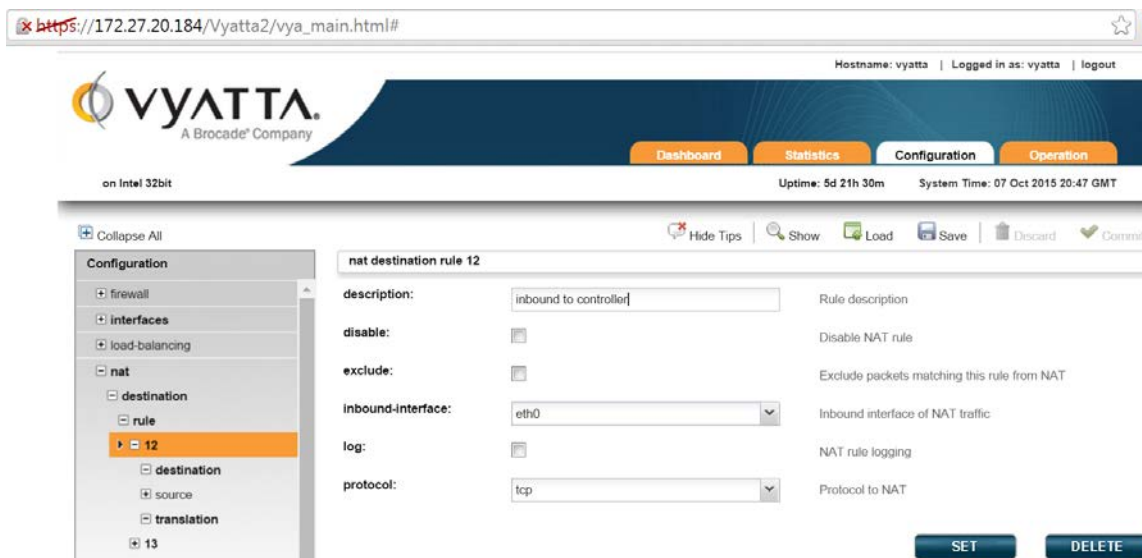 https://172.27.20.184/Vyatta2/vya_main.html#
Hostname: vyatta | Logged in as: vyatta | logout
VYATTA.
A Brocade® Company
Dashboard Statistics Configuration Operation
on Intel 32bit Uptime: 5d 21h 30m System Time: 07 Oct 2015 20:47 GMT
Collapse All Hide Tips Show Load Save Discard Commi
Configuration nat destination rule 12
firewall description: inbound to controller Rule description
interfaces
load-balancing disable: Disable NAT rule
nat exclude: Exclude packets matching this rule from NAT
destination
rule inbound-interface: eth0 Inbound interface of NAT traffic
12 log: NAT rule logging
destination
source protocol: tcp Protocol to NAT
translation
13 SET DELETE